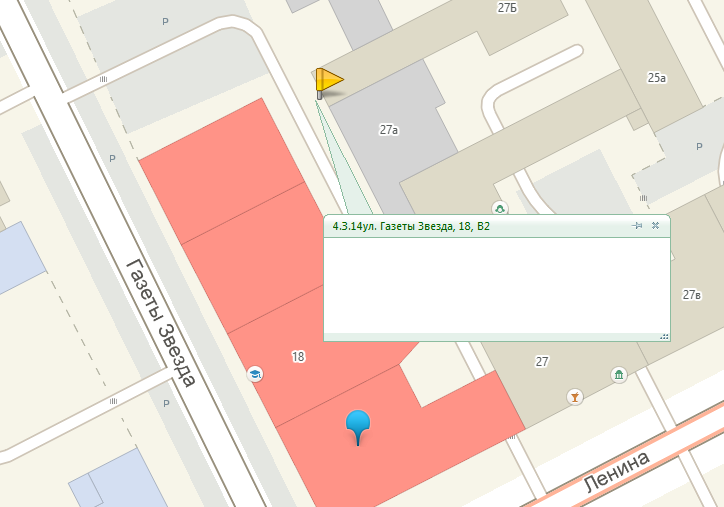 27Б
P
25а
27а
P
P
4.3.14ул. Газеты Звезда, 18, В2
27в
Газеты Звезда
18
27
P
Ленина